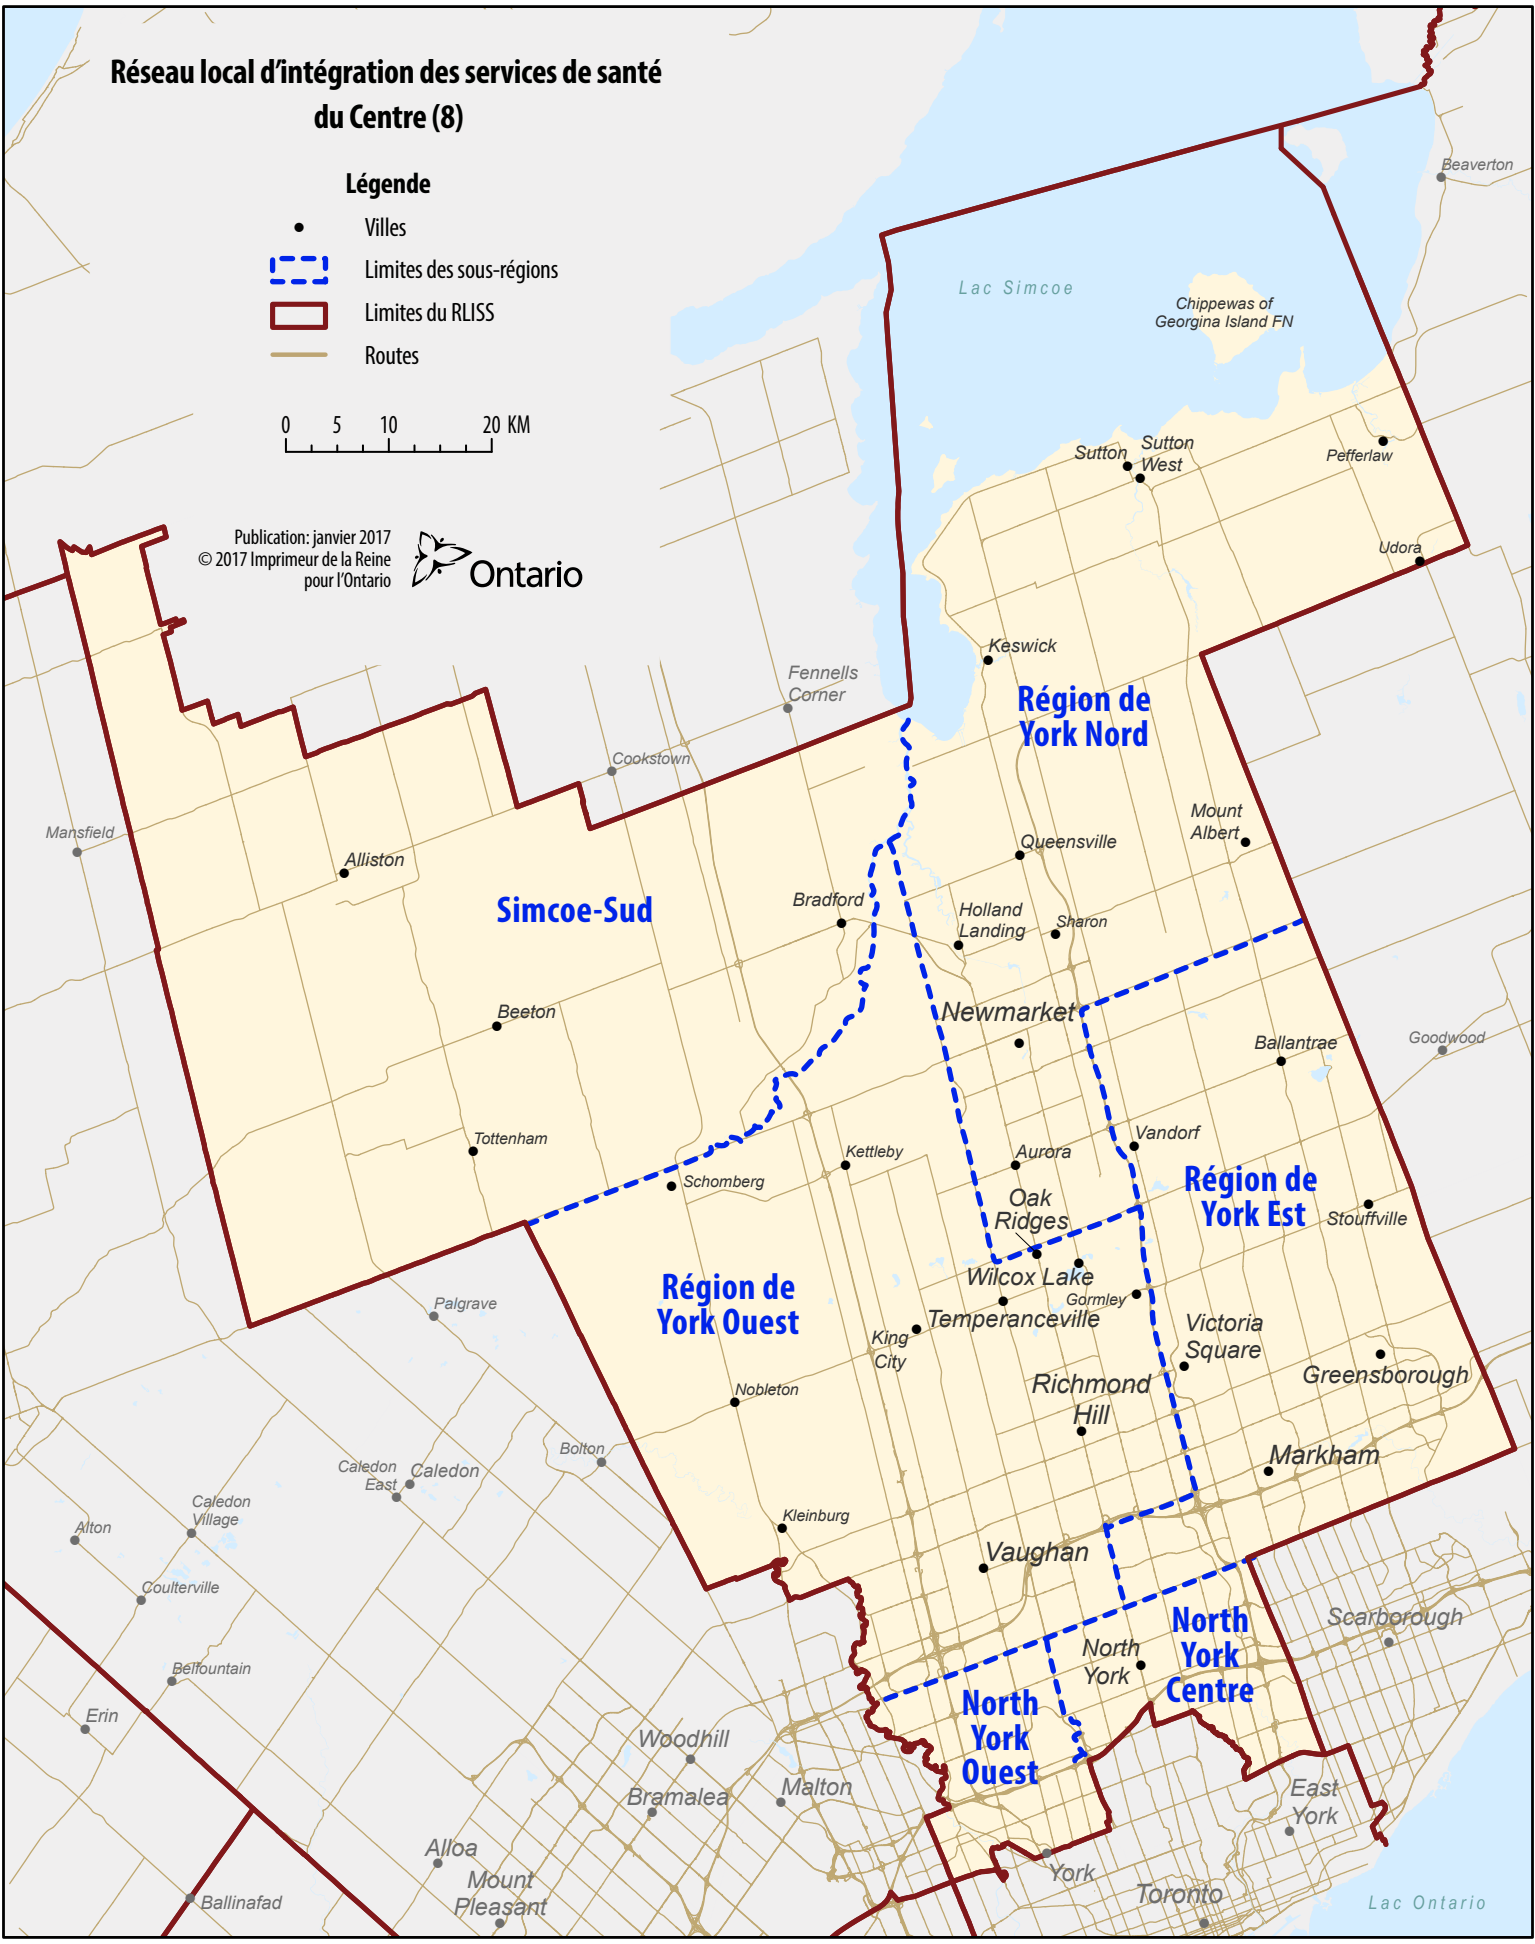 Réseau local d'intégration des services de santé
du Centre (8)
Légende
Villes
Limites des sous-régions
Limites du RLISS
Routes
0 5 10 20 KM
Publication: janvier 2017
© 2017 Imprimeur de la Reine
pour l'Ontario
Ontario
Beaverton
Lac Simcoe
Chippewas of
Georgina Island FN
Sutton
Sutton
West
Pefferlaw
Udora
Keswick
Fennells
Corner
Région de
York Nord
Cookstown
Mansfield
Alliston
Mount
Albert
Queensville
Simcoe-Sud
Bradford
Holland
Landing
Sharon
Beeton
Newmarket
Ballantrae
Goodwood
Tottenham
Kettleby
Aurora
Vandorf
Schomberg
Région de
York Est
Oak
Ridges
Stouffville
Région de
York Ouest
Wilcox Lake
Gormley
Temperanceville
Palgrave
King
City
Victoria
Square
Greensborough
Nobleton
Richmond
Hill
Bolton
Markham
Caledon
East
Caledon
Caledon
Village
Alton
Kleinburg
Vaughan
Coulterville
North
York
Centre
Scarborough
North
York
Belfountain
Erin
North
York
Ouest
Woodhill
Bramalea
Malton
East
York
Alloa
Mount
Pleasant
York
Toronto
Ballinafad
Lac Ontario